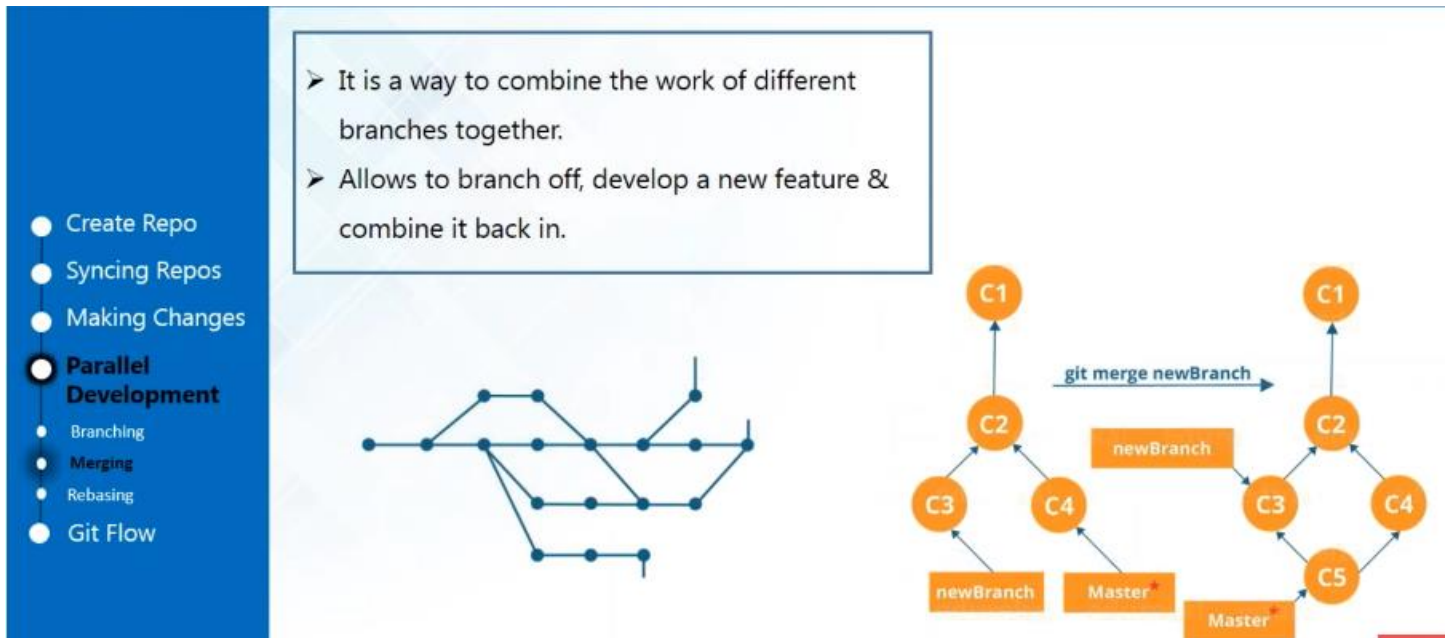 Create Repo
Syncing Repos
Making Changes
Parallel
Development
Branching
Merging
Rebasing
Git Flow
➤ It is a way to combine the work of different
branches together.
➤ Allows to branch off, develop a new feature &
combine it back in.
C1
C2
C3
C4
newBranch
Master*
git merge newBranch
C1
C2
newBranch
C3
C4
C5
Master*